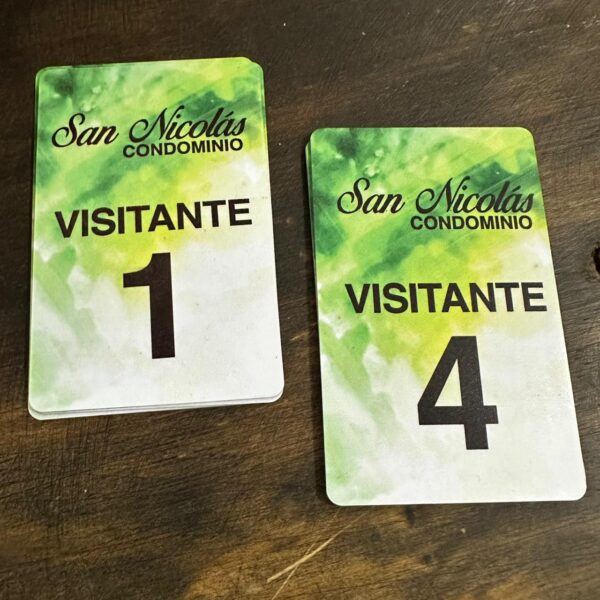 San Nicolás
CONDOMINIO
VISITANTE
1
San Nicolás
CONDOMINIO
VISITANTE
4